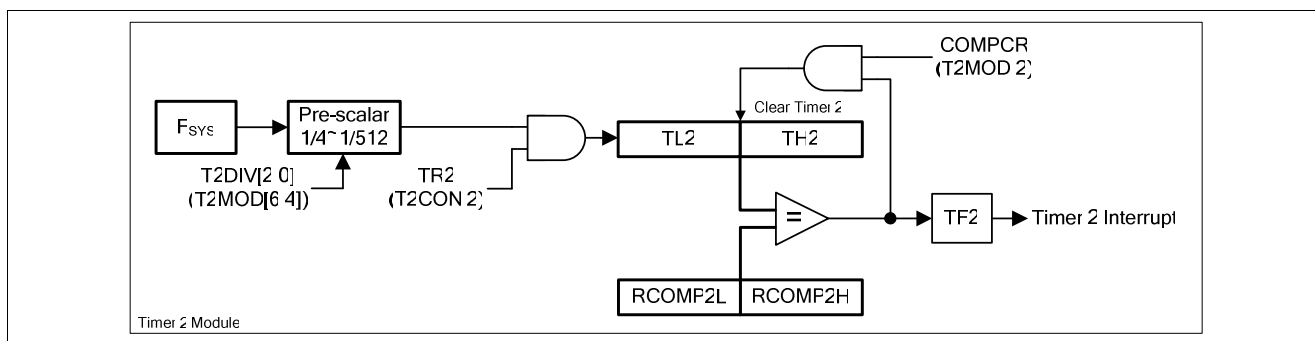 COMPCR
(T2MOD 2)
Clear Timer 2
FSYS
Pre-scalar
1/4~1/512
TL2
TH2
T2DIV[2 0]
(T2MOD[6 4])
TR2
(T2CON 2)
=
TF2
Timer 2 Interrupt
RCOMP2L
RCOMP2H
Timer 2 Module